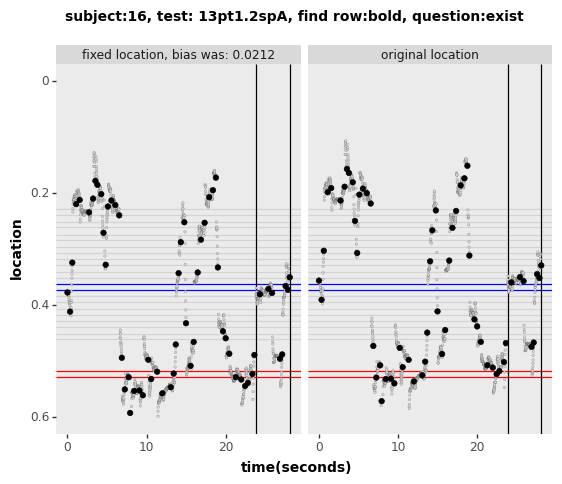 subject:16, test: 13pt1.2spA, find row:bold, question:exist
fixed location, bias was: 0.0212
original location
0
0.2
0.4
0.6
location
0
10
20
0
10
20
time(seconds)